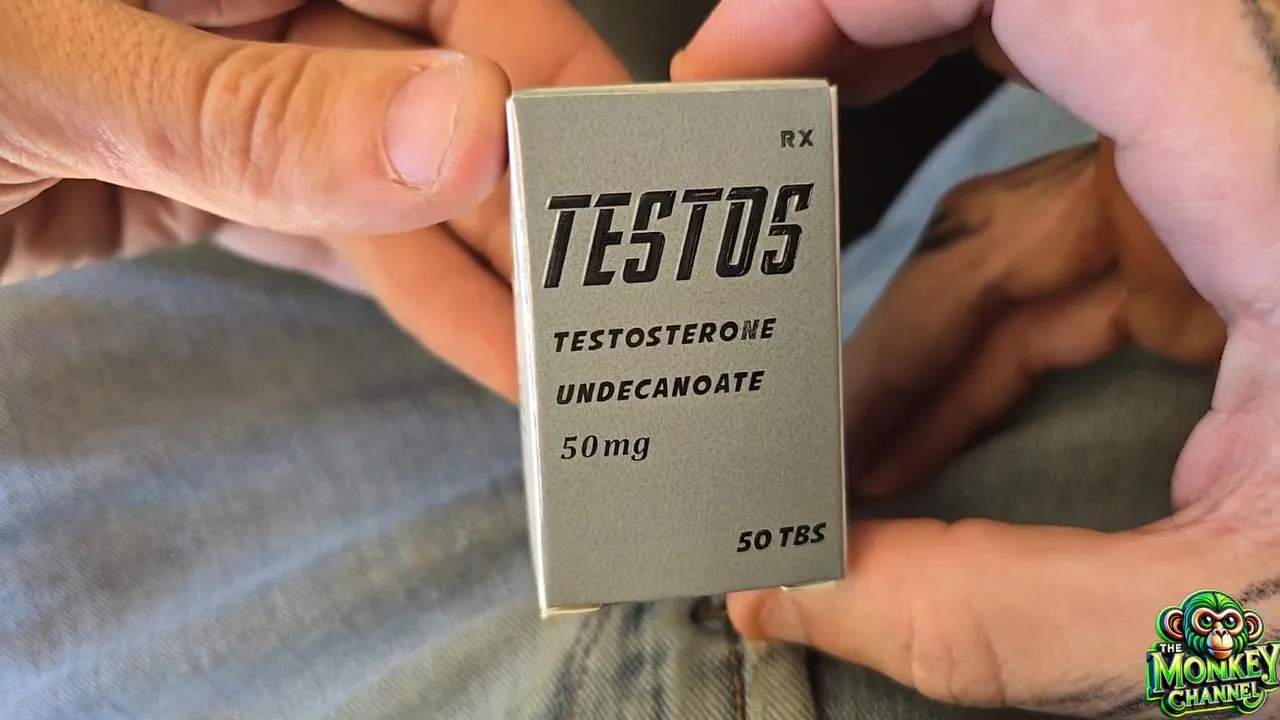 RX
TESTOS
TESTOSTERONE
UNDECANOATE
50mg
50 TBS
THE
MONKEY
CHANNEL